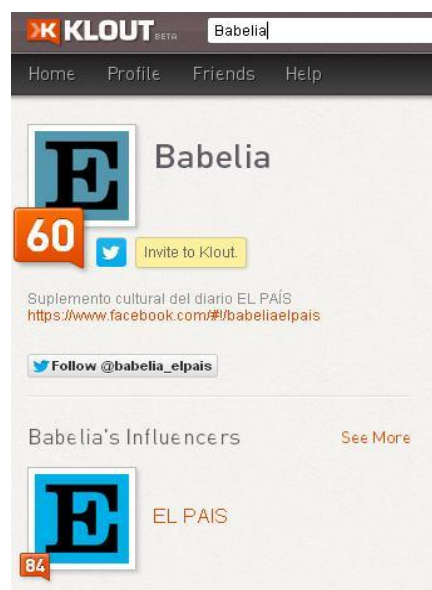 KLOUT BETA Babelia
Home Profile Friends Help
E Babelia
60
Invite to Klout.
Suplemento cultural del diario EL PAÍS
https://www.facebook.com/#!/babeliaelpais
Follow @babelia_elpais
Babelia's Influencers See More
E EL PAIS
84